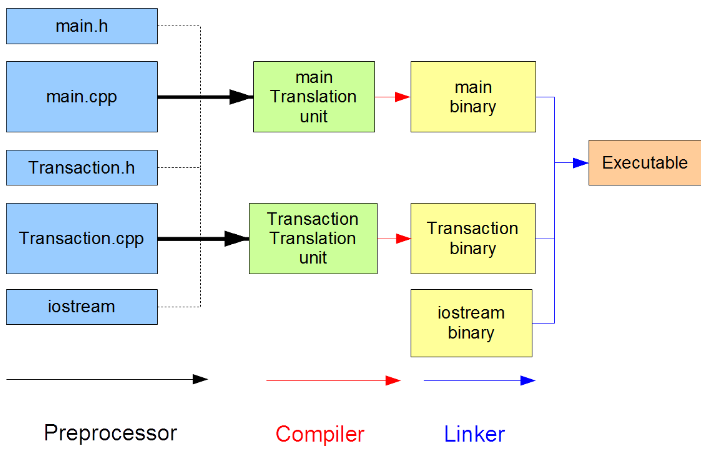 main.h
main.cpp
Transaction.h
Transaction.cpp
iostream
main
Translation
unit
Transaction
Translation
unit
main
binary
Transaction
binary
iostream
binary
Executable
Preprocessor
Compiler
Linker